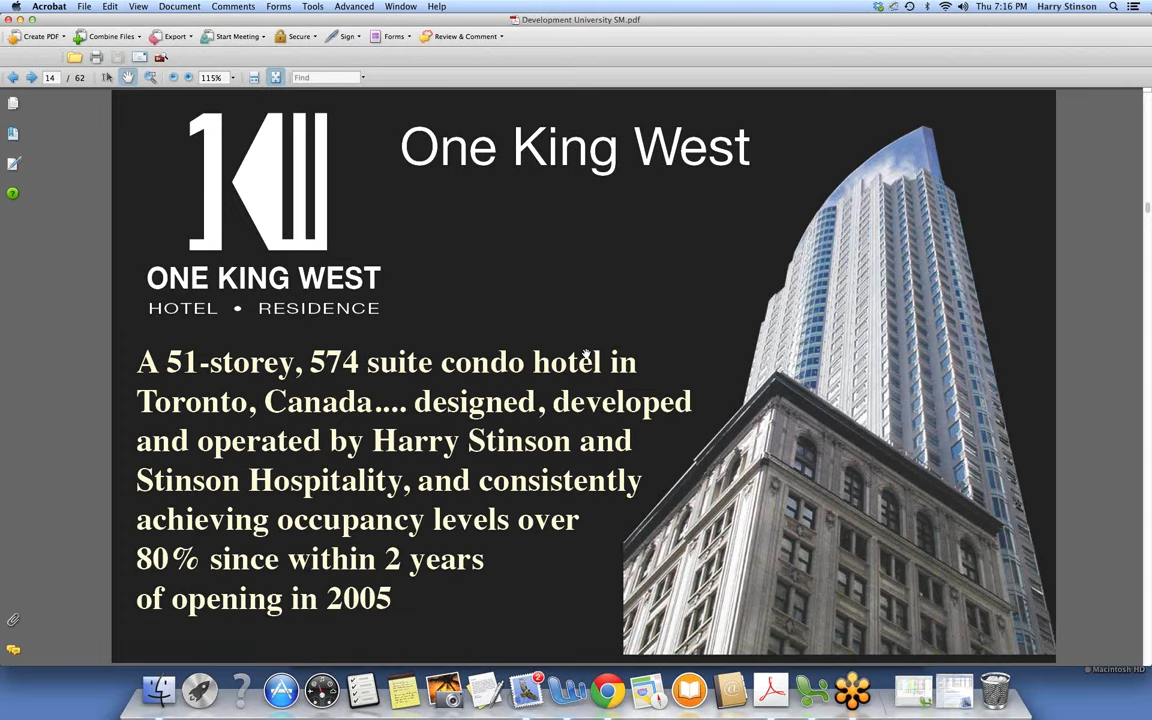 Acrobat File Edit View Document Comments Forms Tools Advanced Window Help Thu 7:16 PM Harry Stinson
Development University SM.pdf
Create PDF Combine Files Export Start Meeting Secure Sign Forms Review & Comment
14 / 62 115% Find
One King West
ONE KING WEST
HOTEL • RESIDENCE
A 51-storey, 574 suite condo hotel in
Toronto, Canada.... designed, developed
and operated by Harry Stinson and
Stinson Hospitality, and consistently
achieving occupancy levels over
80% since within 2 years
of opening in 2005
Macintosh HD
2